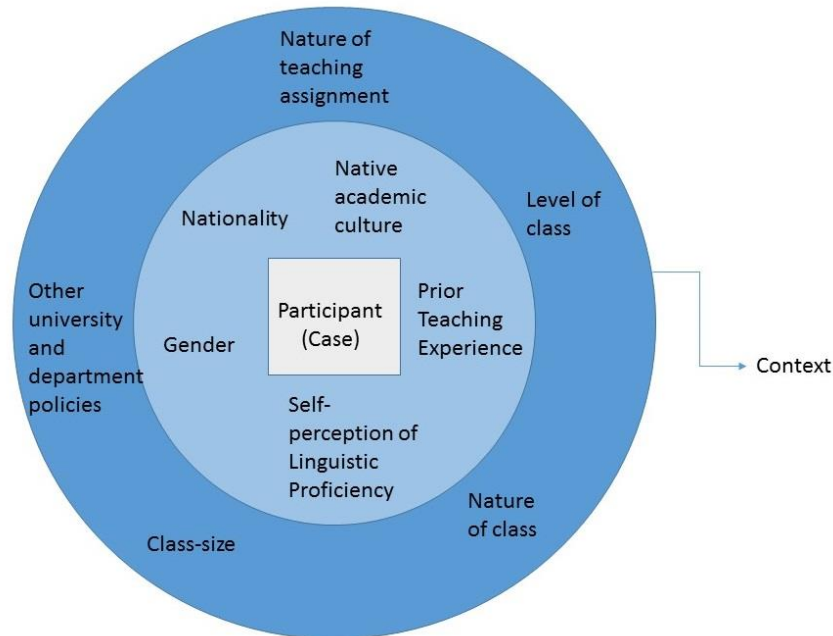 Nature of
teaching
assignment
Native
academic
culture
Nationality
Level of
class
Other
university
and
department
policies
Gender
Participant
(Case)
Prior
Teaching
Experience
Context
Self-
perception of
Linguistic
Proficiency
Nature
of class
Class-size